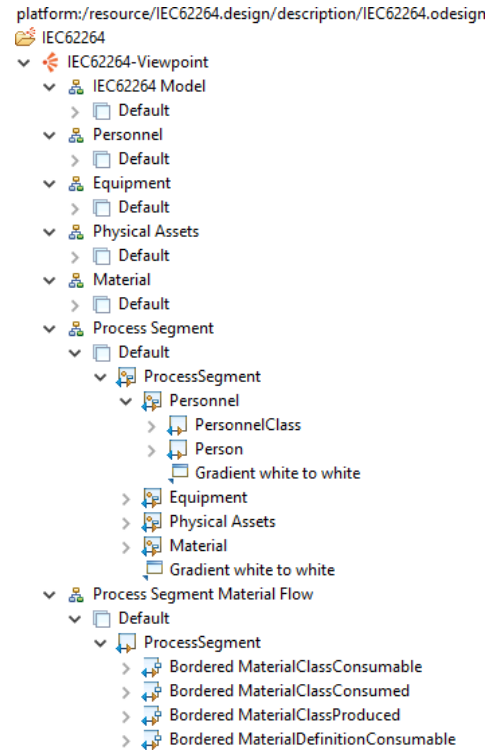 platform:/resource/IEC62264.design/description/IEC62264.odesign
IEC62264
IEC62264-Viewpoint
IEC62264 Model
Default
Personnel
Default
Equipment
Default
Physical Assets
Default
Material
Default
Process Segment
Default
ProcessSegment
Personnel
PersonnelClass
Person
Gradient white to white
Equipment
Physical Assets
Material
Gradient white to white
Process Segment Material Flow
Default
ProcessSegment
Bordered MaterialClassConsumable
Bordered MaterialClassConsumed
Bordered MaterialClassProduced
Bordered MaterialDefinitionConsumable